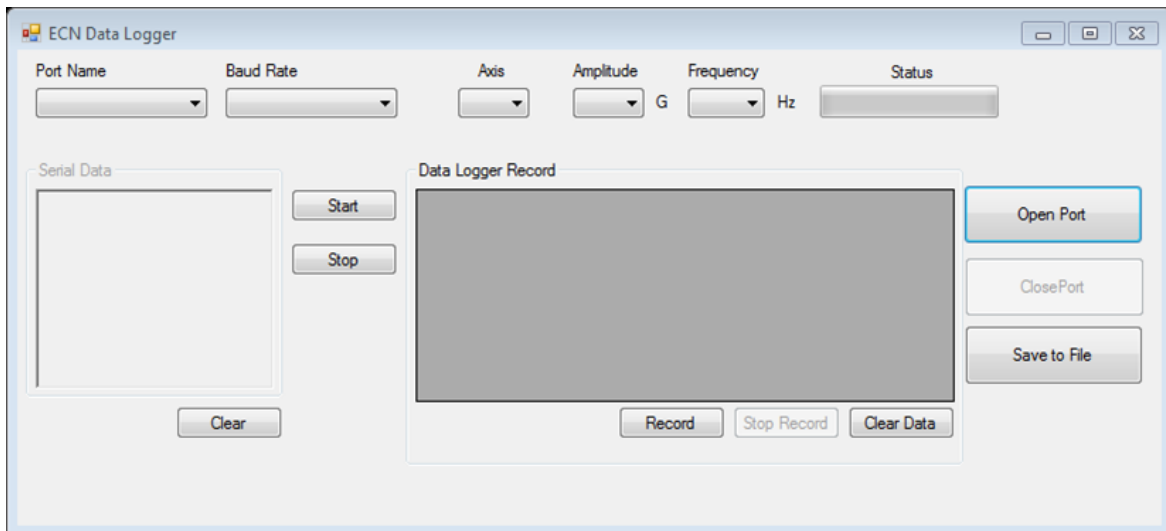 ECN Data Logger
Port Name Baud Rate Axis Amplitude Frequency Status
G Hz
Serial Data Data Logger Record
Start Open Port
Stop
ClosePort
Save to File
Clear Record Stop Record Clear Data